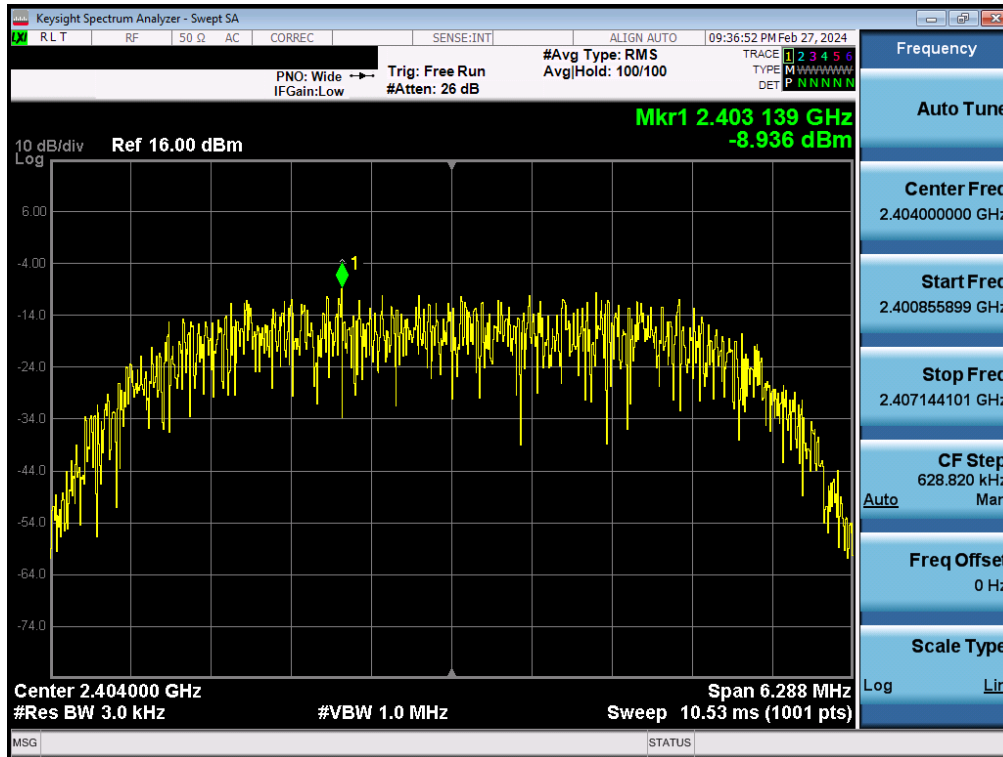 Keysight Spectrum Analyzer - Swept SA
LXI RLT RF 50 Ω AC CORREC SENSE:INT ALIGN AUTO 09:36:52 PM Feb 27, 2024
PNO: Wide
IFGain:Low
Trig: Free Run
#Atten: 26 dB
#Avg Type: RMS
Avg|Hold: 100/100
TRACE 1 2 3 4 5 6
TYPE M WWWWW
DET P N N N N N
Mkr1 2.403 139 GHz
-8.936 dBm
10 dB/div Ref 16.00 dBm
Log
6.00
-4.00
1
-14.0
-24.0
-34.0
-44.0
-54.0
-64.0
-74.0
Center 2.404000 GHz Span 6.288 MHz
#Res BW 3.0 kHz #VBW 1.0 MHz Sweep 10.53 ms (1001 pts)
MSG STATUS
Frequency
Auto Tune
Center Freq
2.404000000 GHz
Start Freq
2.400855899 GHz
Stop Freq
2.407144101 GHz
CF Step
628.820 kHz
Auto Man
Freq Offset
0 Hz
Scale Type
Log Lin